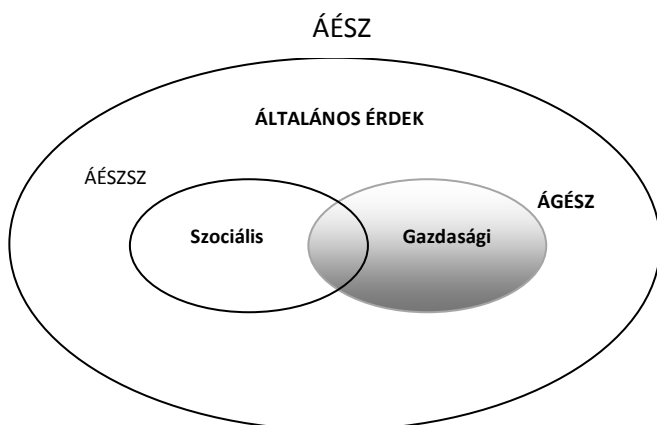 ÁÉSZ
ÁLTALÁNOS ÉRDEK
ÁÉSZSZ
ÁGÉSZ
Szociális
Gazdasági